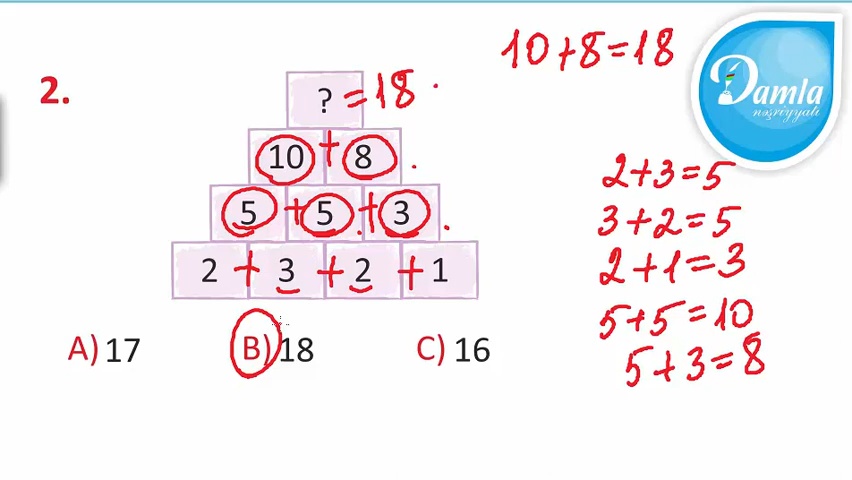 10+8=18
2.
? = 18
10 + 8
5 + 5 + 3
2 + 3 + 2 + 1
A) 17 B) 18 C) 16
Damla
nəşriyyatı
2+3=5
3+2=5
2+1=3
5+5=10
5+3=8